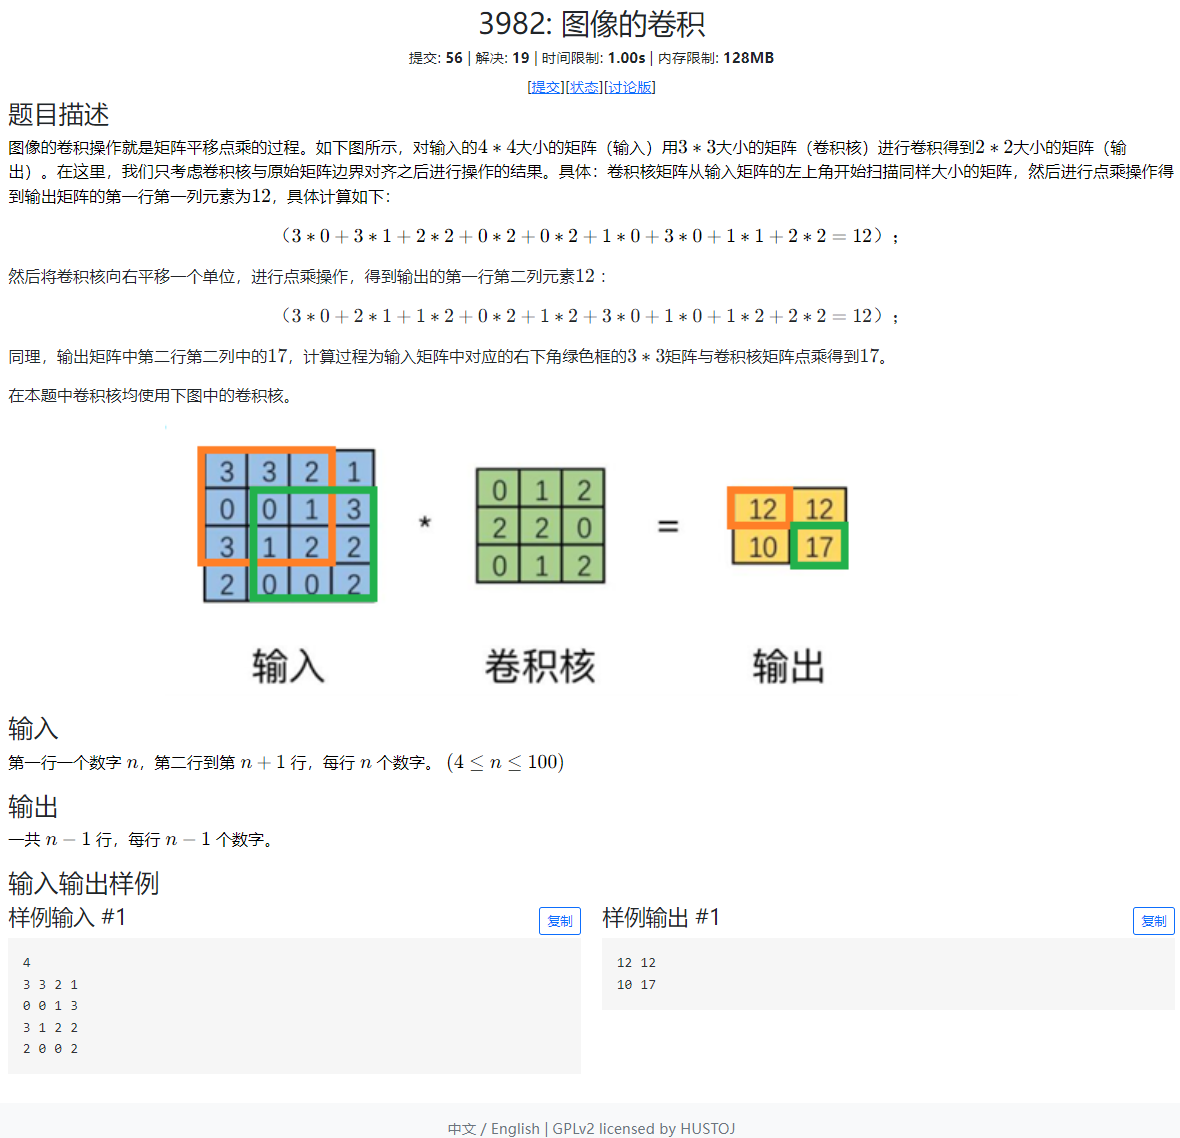 3982: 图像的卷积
提交: 56 | 解决: 19 | 时间限制: 1.00s | 内存限制: 128MB
[提交][状态][讨论版]
题目描述
图像的卷积操作就是矩阵平移点乘的过程。如下图所示，对输入的4 ∗ 4大小的矩阵（输入）用3 ∗ 3大小的矩阵（卷积核）进行卷积得到2 ∗ 2大小的矩阵（输
出）。在这里，我们只考虑卷积核与原始矩阵边界对齐之后进行操作的结果。具体：卷积核矩阵从输入矩阵的左上角开始扫描同样大小的矩阵，然后进行点乘操作得
到输出矩阵的第一行第一列元素为12，具体计算如下：
（3 ∗ 0 + 3 ∗ 1 + 2 ∗ 2 + 0 ∗ 2 + 0 ∗ 2 + 1 ∗ 0 + 3 ∗ 0 + 1 ∗ 1 + 2 ∗ 2 = 12）；
然后将卷积核向右平移一个单位，进行点乘操作，得到输出的第一行第二列元素12：
（3 ∗ 0 + 2 ∗ 1 + 1 ∗ 2 + 0 ∗ 2 + 1 ∗ 2 + 3 ∗ 0 + 1 ∗ 0 + 1 ∗ 2 + 2 ∗ 2 = 12）；
同理，输出矩阵中第二行第二列中的17，计算过程为输入矩阵中对应的右下角绿色框的3 ∗ 3矩阵与卷积核矩阵点乘得到17。
在本题中卷积核均使用下图中的卷积核。
3 3 2 1
0 0 1 3
3 1 2 2
2 0 0 2
*
0 1 2
2 2 0
0 1 2
=
12 12
10 17
输入 卷积核 输出
输入
第一行一个数字 n，第二行到第 n + 1 行，每行 n 个数字。 (4 ≤ n ≤ 100)
输出
一共 n − 1 行，每行 n − 1 个数字。
输入输出样例
样例输入 #1 复制
4
3 3 2 1
0 0 1 3
3 1 2 2
2 0 0 2
样例输出 #1 复制
12 12
10 17
中文 / English | GPLv2 licensed by HUSTOJ